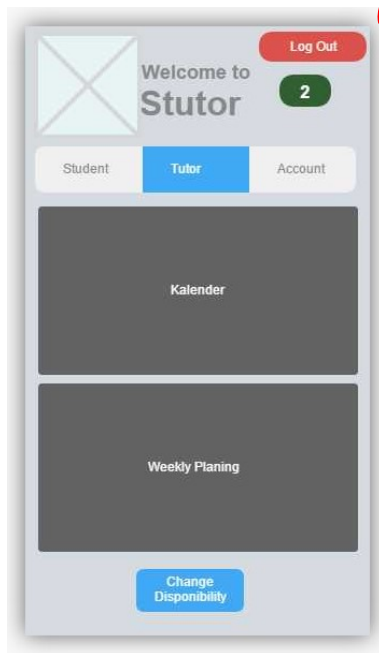 Log Out
Welcome to
Stutor
2
Student Tutor Account
Kalender
Weekly Planing
Change
Disponibility